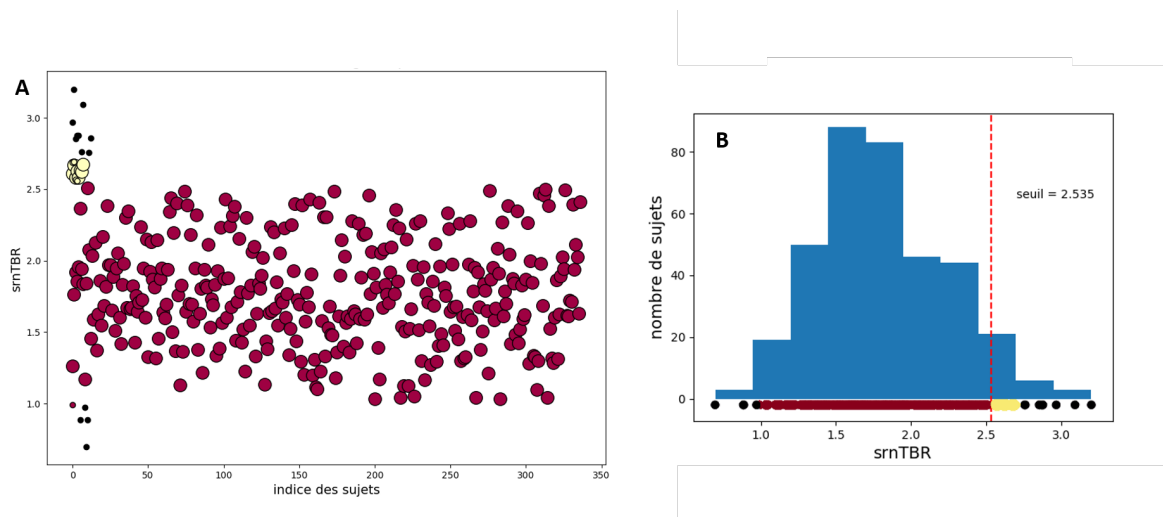 A
3.0
2.5
2.0
1.5
1.0
srnTBR
0 50 100 150 200 250 300 350
indice des sujets
B
80
60
40
20
0
nombre de sujets
seuil = 2.535
1.0 1.5 2.0 2.5 3.0
srnTBR